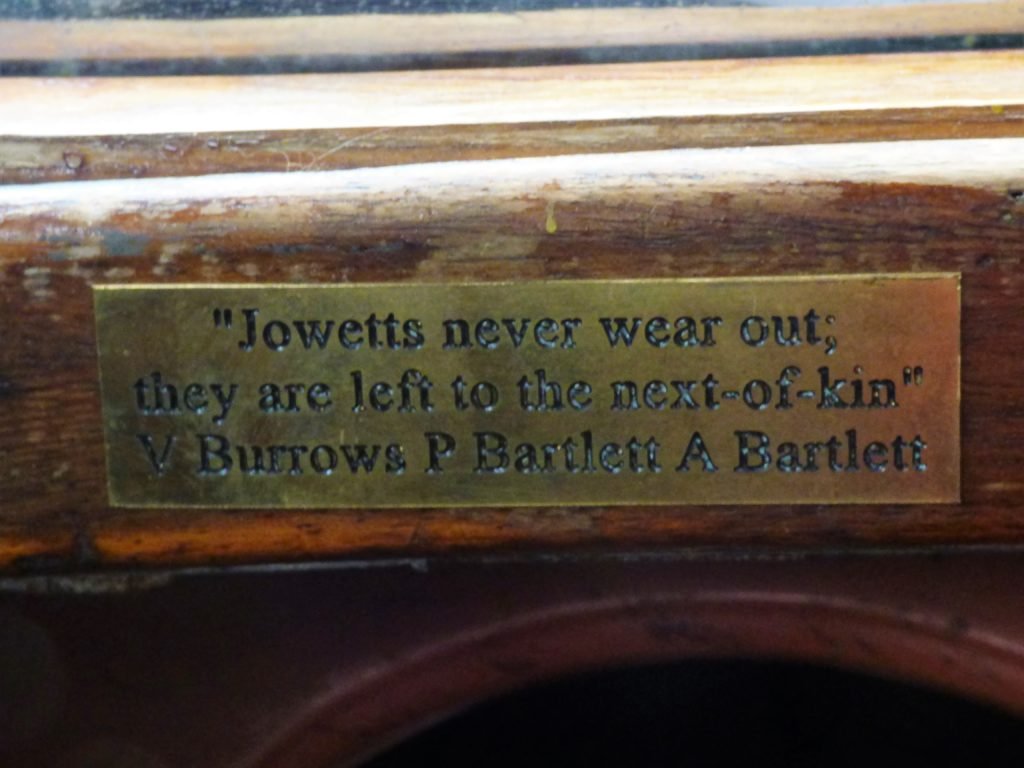 "Jowetts never wear out;
they are left to the next-of-kin"
V Burrows P Bartlett A Bartlett